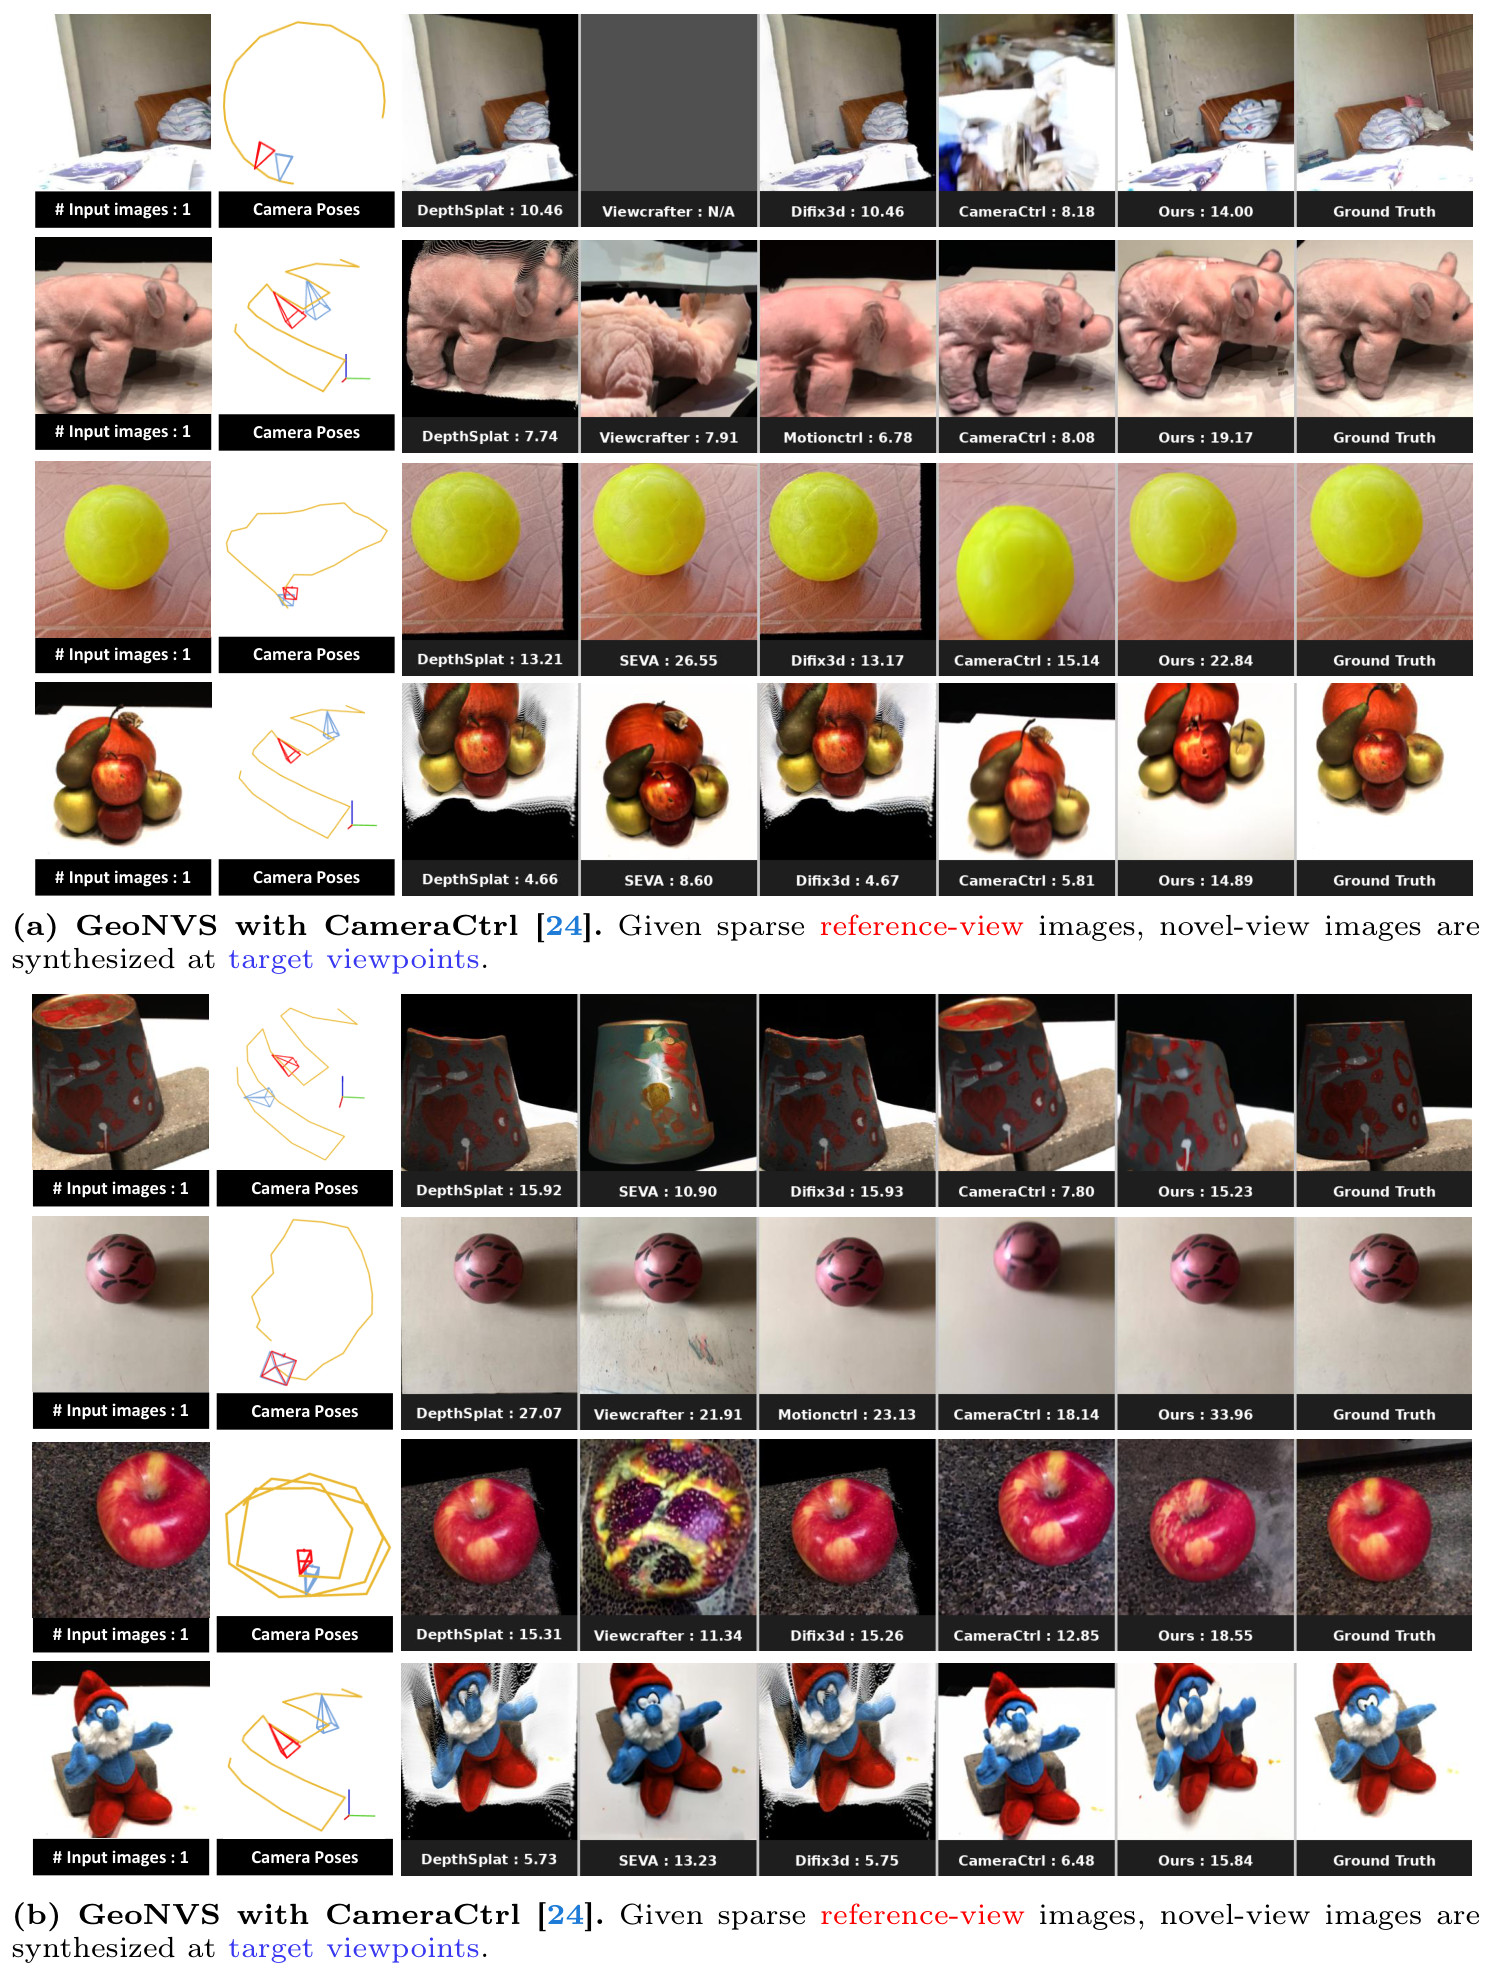 # Input images : 1 Camera Poses DepthSplat : 10.46 Viewcrafter : N/A Difix3d : 10.46 CameraCtrl : 8.18 Ours : 14.00 Ground Truth
# Input images : 1 Camera Poses DepthSplat : 7.74 Viewcrafter : 7.91 Motionctrl : 6.78 CameraCtrl : 8.08 Ours : 19.17 Ground Truth
# Input images : 1 Camera Poses DepthSplat : 13.21 SEVA : 26.55 Difix3d : 13.17 CameraCtrl : 15.14 Ours : 22.84 Ground Truth
# Input images : 1 Camera Poses DepthSplat : 4.66 SEVA : 8.60 Difix3d : 4.67 CameraCtrl : 5.81 Ours : 14.89 Ground Truth
(a) GeoNVS with CameraCtrl [24]. Given sparse reference-view images, novel-view images are
synthesized at target viewpoints.
# Input images : 1 Camera Poses DepthSplat : 15.92 SEVA : 10.90 Difix3d : 15.93 CameraCtrl : 7.80 Ours : 15.23 Ground Truth
# Input images : 1 Camera Poses DepthSplat : 27.07 Viewcrafter : 21.91 Motionctrl : 23.13 CameraCtrl : 18.14 Ours : 33.96 Ground Truth
# Input images : 1 Camera Poses DepthSplat : 15.31 Viewcrafter : 11.34 Difix3d : 15.26 CameraCtrl : 12.85 Ours : 18.55 Ground Truth
# Input images : 1 Camera Poses DepthSplat : 5.73 SEVA : 13.23 Difix3d : 5.75 CameraCtrl : 6.48 Ours : 15.84 Ground Truth
(b) GeoNVS with CameraCtrl [24]. Given sparse reference-view images, novel-view images are
synthesized at target viewpoints.